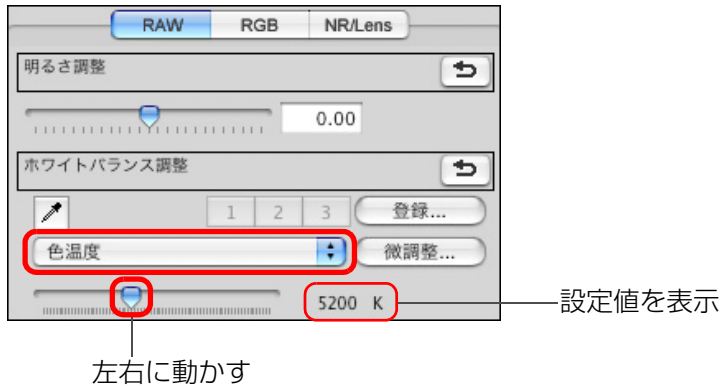 RAW RGB NR/Lens
明るさ調整
0.00
ホワイトバランス調整
1 2 3 登録...
色温度 微調整...
5200 K 設定値を表示
左右に動かす